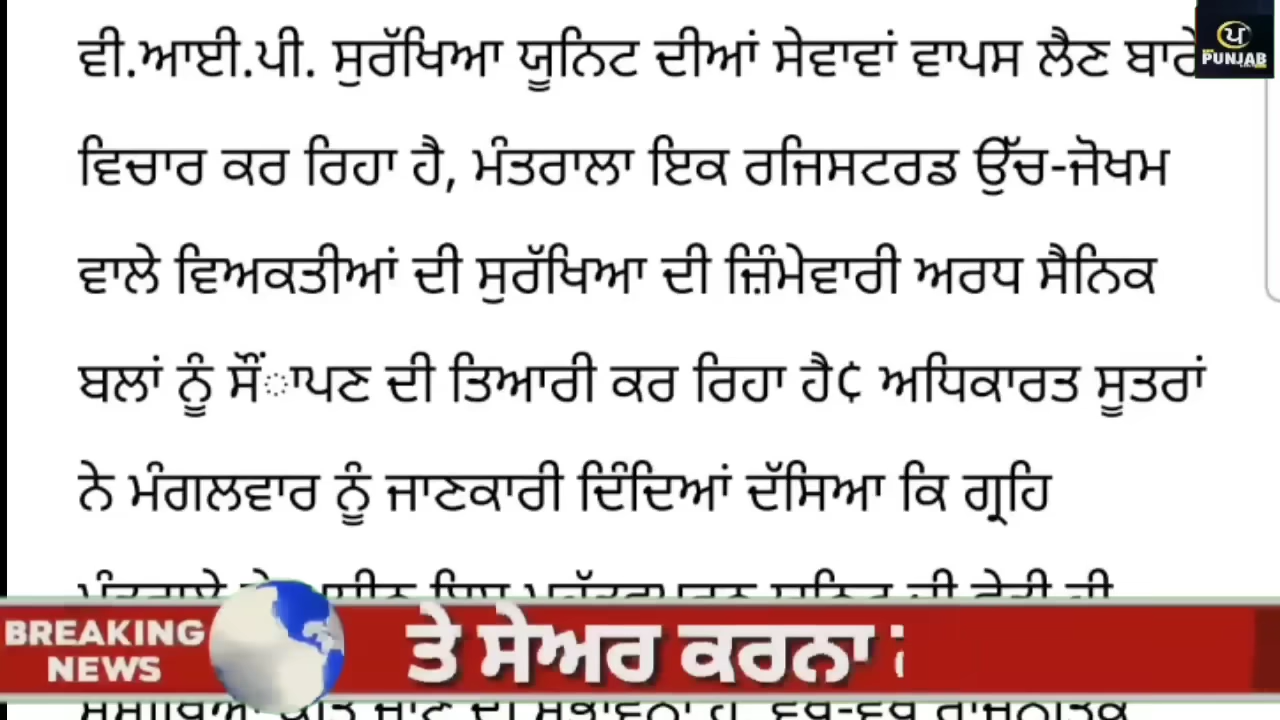 ਵੀ.ਆਈ.ਪੀ. ਸੁਰੱਖਿਆ ਯੂਨਿਟ ਦੀਆਂ ਸੇਵਾਵਾਂ ਵਾਪਸ ਲੈਣ ਬਾਰੇ
ਪ
PUNJAB
ਵਿਚਾਰ ਕਰ ਰਿਹਾ ਹੈ, ਮੰਤਰਾਲਾ ਇਕ ਰਜਿਸਟਰਡ ਉੱਚ-ਜੋਖਮ
ਵਾਲੇ ਵਿਅਕਤੀਆਂ ਦੀ ਸੁਰੱਖਿਆ ਦੀ ਜ਼ਿੰਮੇਵਾਰੀ ਅਰਧ ਸੈਨਿਕ
ਬਲਾਂ ਨੂੰ ਸੌਂਾਪਣ ਦੀ ਤਿਆਰੀ ਕਰ ਰਿਹਾ ਹੈ¢ ਅਧਿਕਾਰਤ ਸੂਤਰਾਂ
ਨੇ ਮੰਗਲਵਾਰ ਨੂੰ ਜਾਣਕਾਰੀ ਦਿੰਦਿਆਂ ਦੱਸਿਆ ਕਿ ਗ੍ਰਹਿ
BREAKING
NEWS
ਤੇ ਸੇਅਰ ਕਰਨਾ